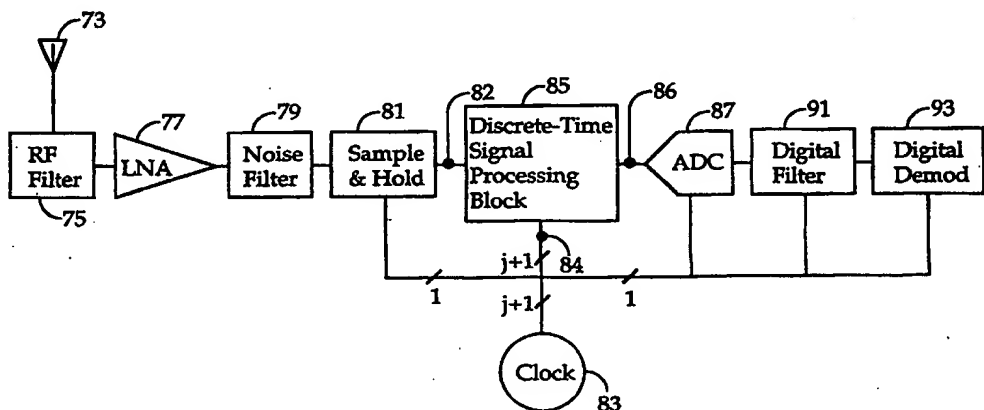 73
77
79
81
82
85
86
87
91
93
RF
Filter
LNA
Noise
Filter
Sample
& Hold
Discrete-Time
Signal
Processing
Block
ADC
Digital
Filter
Digital
Demod
75
j+1
84
1
1
j+1
Clock
83